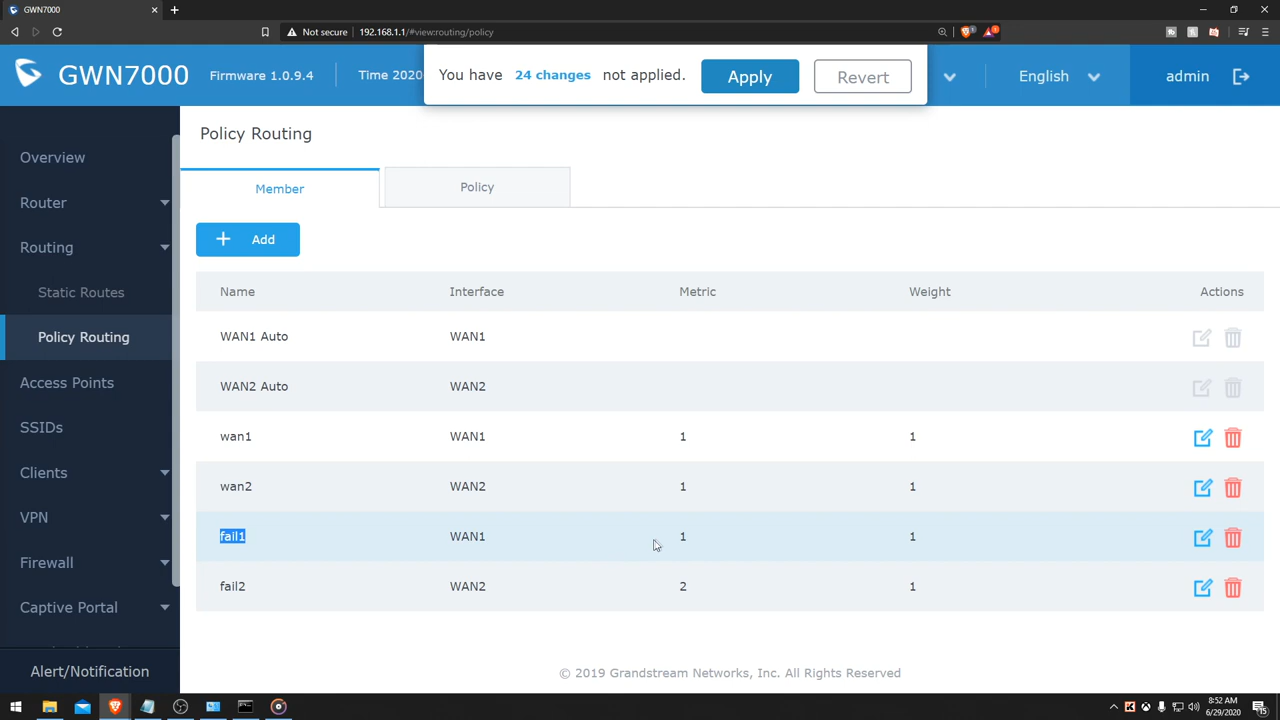 GWN7000
Not secure 192.168.1.1/#view:routing/policy
GWN7000 Firmware 1.0.9.4 Time 2020 English admin
You have 24 changes not applied. Apply Revert
Overview
Router
Routing
Static Routes
Policy Routing
Access Points
SSIDs
Clients
VPN
Firewall
Captive Portal
Alert/Notification
Policy Routing
Member Policy
+ Add
Name Interface Metric Weight Actions
WAN1 Auto WAN1
WAN2 Auto WAN2
wan1 WAN1 1 1
wan2 WAN2 1 1
fail1 WAN1 1 1
fail2 WAN2 2 1
© 2019 Grandstream Networks, Inc. All Rights Reserved
8:52 AM
6/29/2020